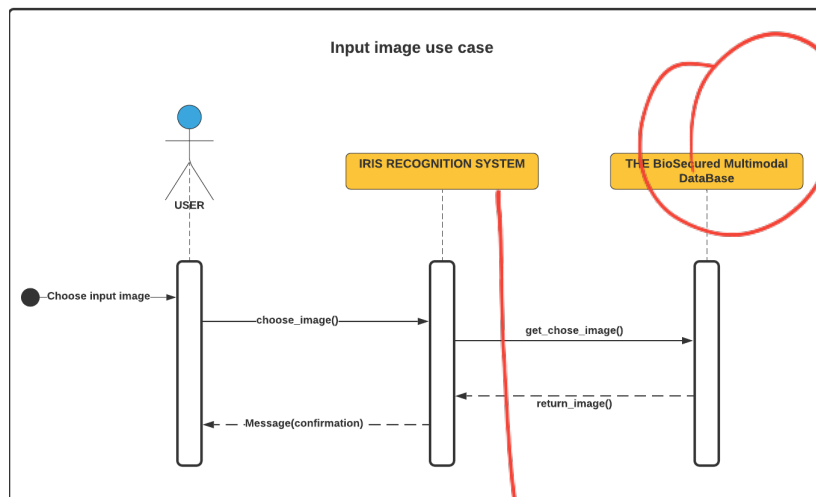 Input image use case
IRIS RECOGNITION SYSTEM
THE BioSecured Multimodal
DataBase
USER
Choose input image
choose_image()
get_chose_image()
return_image()
Message(confirmation)